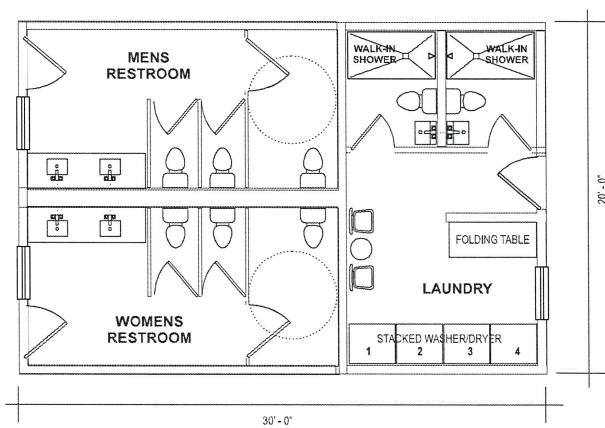 MENS
RESTROOM
WALK-IN
SHOWER
WALK-IN
SHOWER
20' - 0"
FOLDING TABLE
LAUNDRY
WOMENS
RESTROOM
STACKED WASHER/DRYER
1 2 3 4
30' - 0"